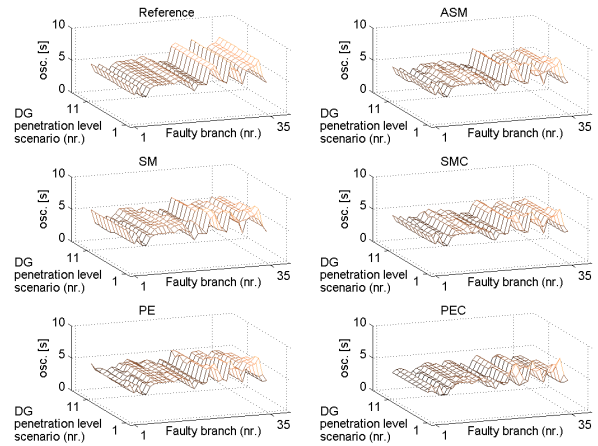 Reference
10
5
0
osc. [s]
11
DG
penetration level
scenario (nr.)
1
1
Faulty branch (nr.)
35
ASM
10
5
0
osc. [s]
11
DG
penetration level
scenario (nr.)
1
1
Faulty branch (nr.)
35
SM
10
5
0
osc. [s]
11
DG
penetration level
scenario (nr.)
1
1
Faulty branch (nr.)
35
SMC
10
5
0
osc. [s]
11
DG
penetration level
scenario (nr.)
1
1
Faulty branch (nr.)
35
PE
10
5
0
osc. [s]
11
DG
penetration level
scenario (nr.)
1
1
Faulty branch (nr.)
35
PEC
10
5
0
osc. [s]
11
DG
penetration level
scenario (nr.)
1
1
Faulty branch (nr.)
35